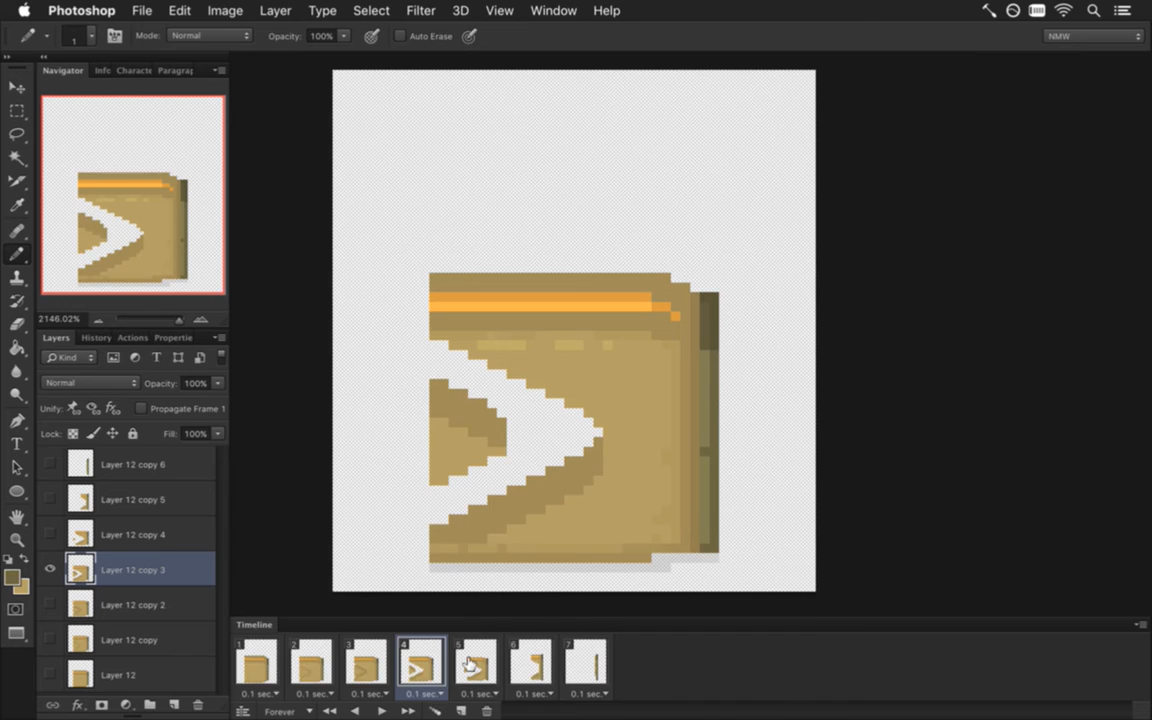 Photoshop File Edit Image Layer Type Select Filter 3D View Window Help
1 Mode: Normal Opacity: 100% Auto Erase NMW
Navigator Info Characte Paragrap
2146.02%
Layers History Actions Propertie
Kind
Normal Opacity: 100%
Unify: Propagate Frame 1
Lock: Fill: 100%
Layer 12 copy 6
Layer 12 copy 5
Layer 12 copy 4
Layer 12 copy 3
Layer 12 copy 2
Layer 12 copy
Layer 12
Timeline
1 2 3 4 5 6 7
0.1 sec. 0.1 sec. 0.1 sec. 0.1 sec. 0.1 sec. 0.1 sec. 0.1 sec.
Forever